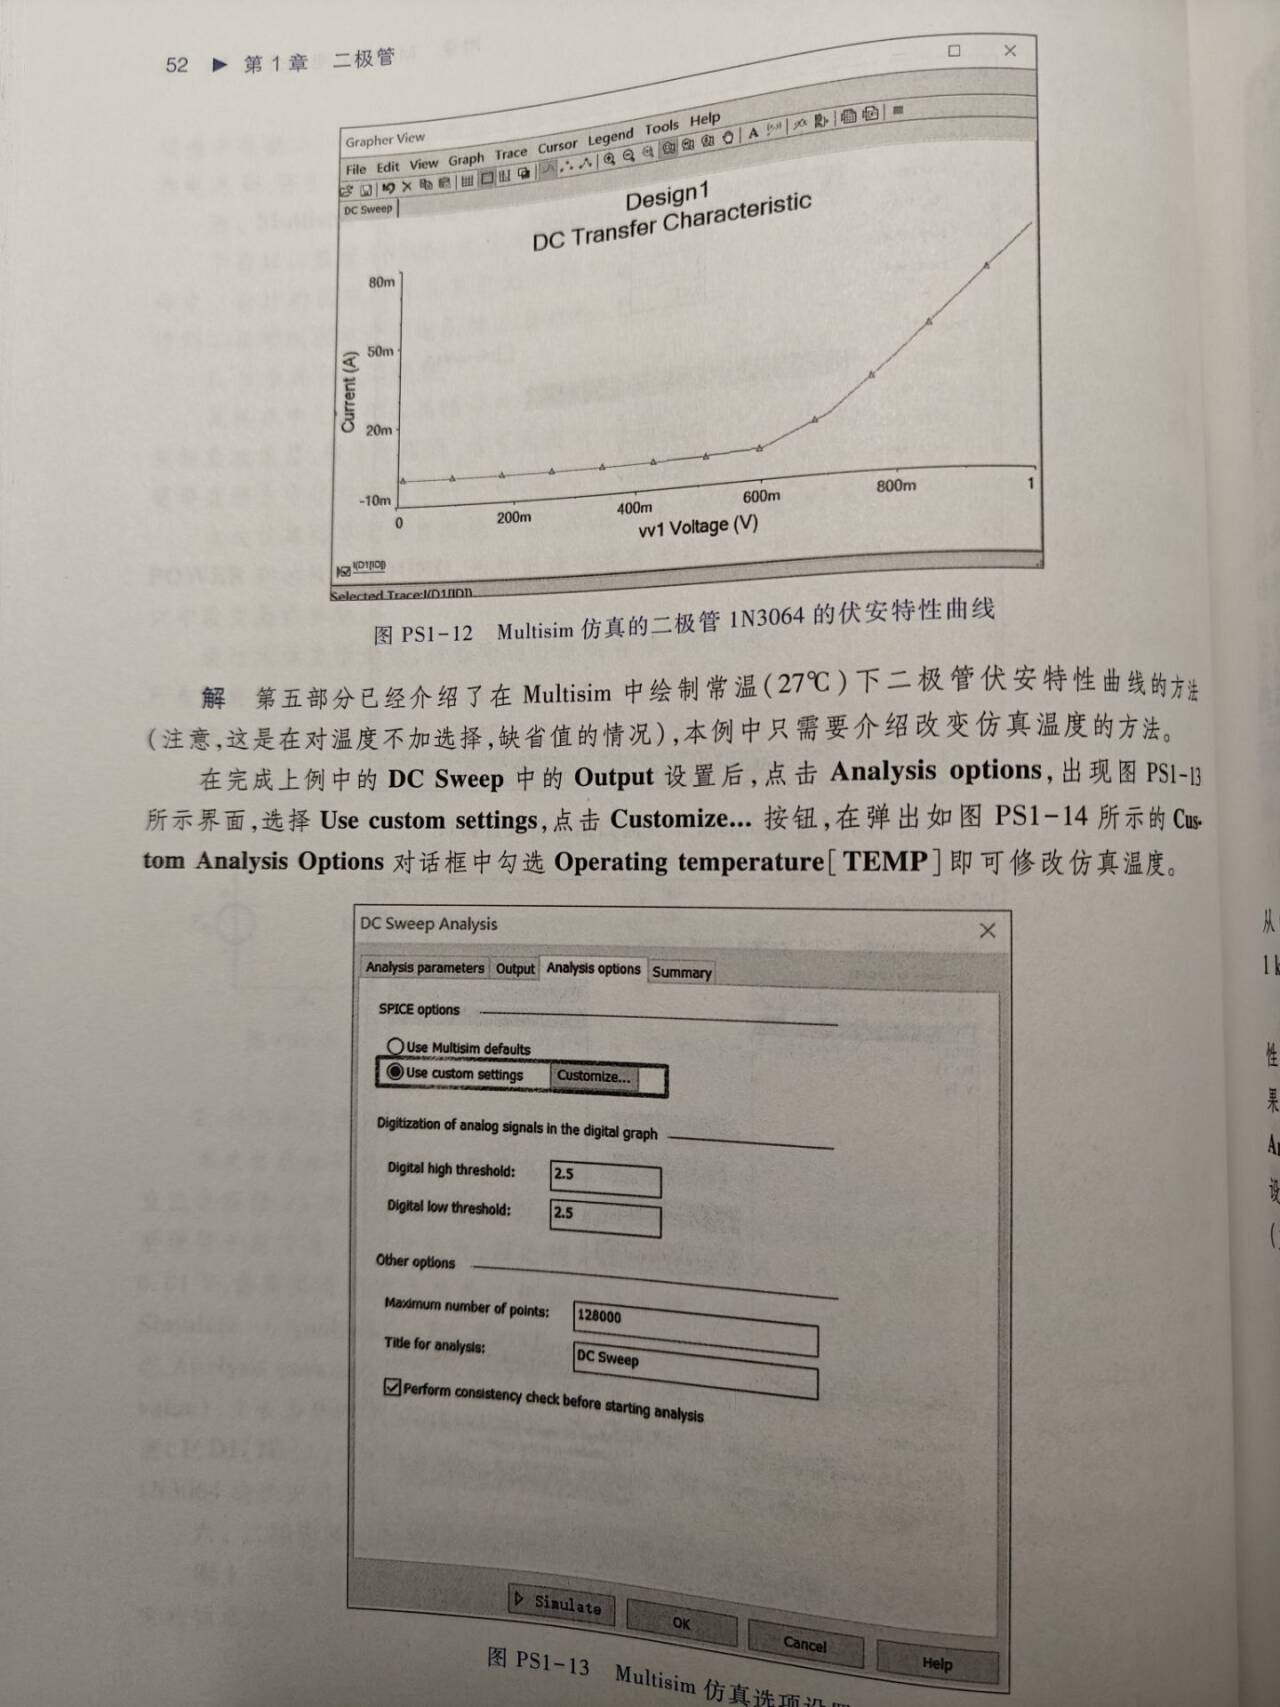 52 ▶ 第1章 二极管
Grapher View
File Edit View Graph Trace Cursor Legend Tools Help
DC Sweep
Design1
DC Transfer Characteristic
80m
50m
20m
-10m
Current (A)
0 200m 400m 600m 800m 1
vv1 Voltage (V)
I(D1[ID])
Selected Trace:I(D1[ID])
图 PS1-12 Multisim 仿真的二极管 1N3064 的伏安特性曲线
解 第五部分已经介绍了在 Multisim 中绘制常温(27℃)下二极管伏安特性曲线的方法
(注意,这是在对温度不加选择,缺省值的情况),本例中只需要介绍改变仿真温度的方法。
在完成上例中的 DC Sweep 中的 Output 设置后,点击 Analysis options,出现图 PS1-13
所示界面,选择 Use custom settings,点击 Customize... 按钮,在弹出如图 PS1-14 所示的 Cus-
tom Analysis Options 对话框中勾选 Operating temperature[TEMP]即可修改仿真温度。
DC Sweep Analysis
Analysis parameters Output Analysis options Summary
SPICE options
Use Multisim defaults
Use custom settings Customize...
Digitization of analog signals in the digital graph
Digital high threshold: 2.5
Digital low threshold: 2.5
Other options
Maximum number of points: 128000
Title for analysis: DC Sweep
Perform consistency check before starting analysis
Simulate OK Cancel Help
图 PS1-13 Multisim 仿真选项设
从
1 k
性
果
设